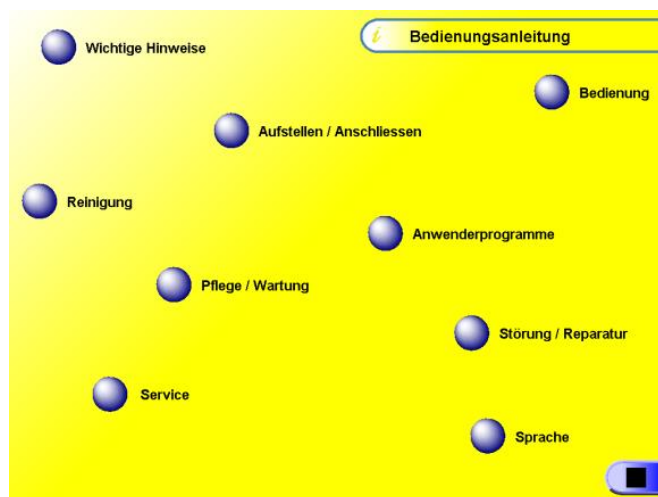 i Bedienungsanleitung
Wichtige Hinweise
Bedienung
Aufstellen / Anschliessen
Reinigung
Anwenderprogramme
Pflege / Wartung
Störung / Reparatur
Service
Sprache